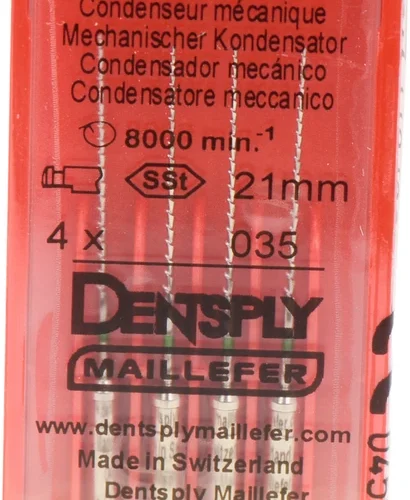 Condenseur mécanique
Mechanischer Kondensator
Condensador mecánico
Condensatore meccanico
8000 min.-1
SSt 21mm
4 x 035
DENTSPLY
MAILLEFER
www.dentsplymaillefer.com
Made in Switzerland
Dentsply Maillefer
045